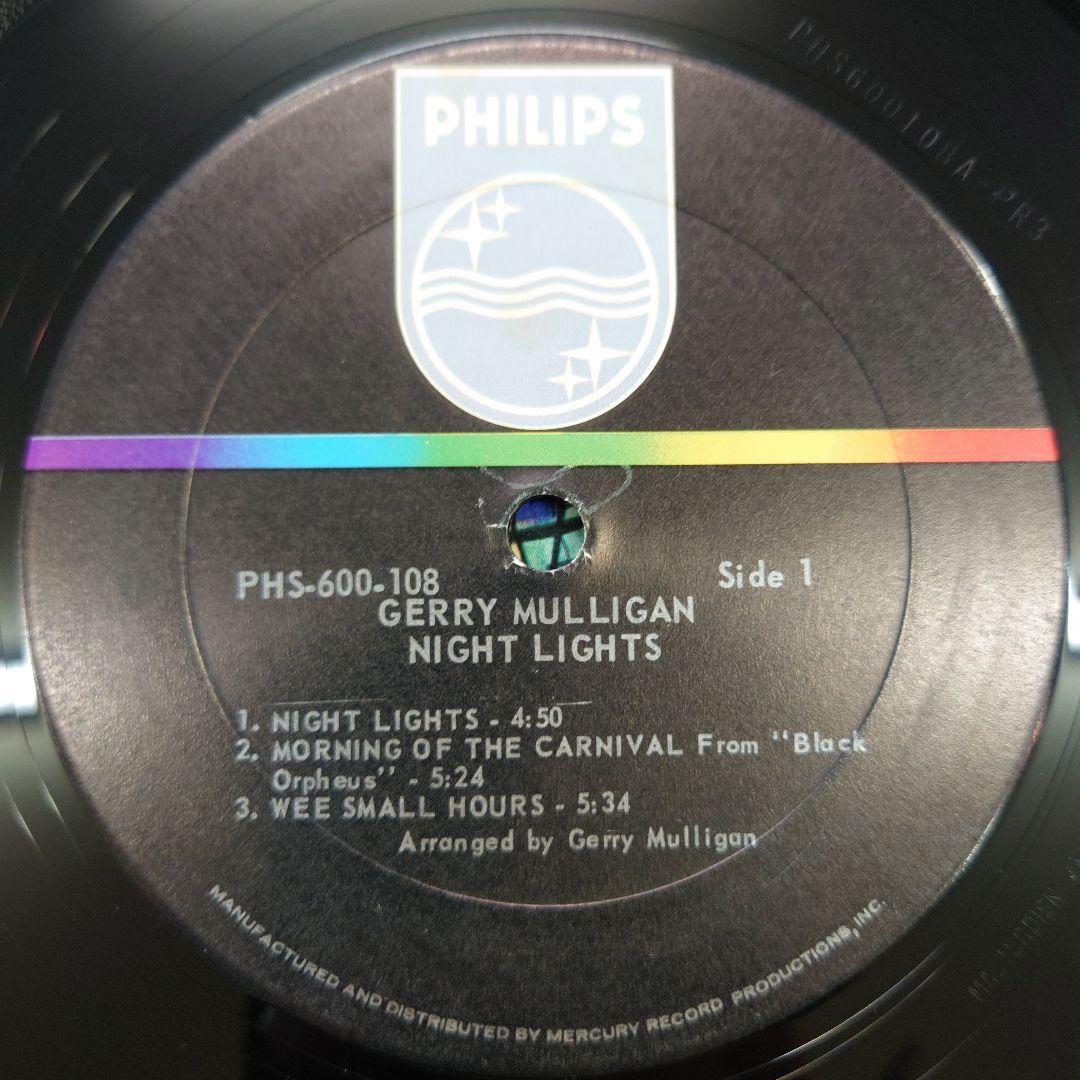 PHILIPS
PHS600108A-PR3
PHS-600-108
Side 1
GERRY MULLIGAN
NIGHT LIGHTS
1. NIGHT LIGHTS - 4:50
2. MORNING OF THE CARNIVAL From "Black
Orpheus" - 5:24
3. WEE SMALL HOURS - 5:34
Arranged by Gerry Mulligan
MANUFACTURED AND DISTRIBUTED BY MERCURY RECORD PRODUCTIONS, INC.